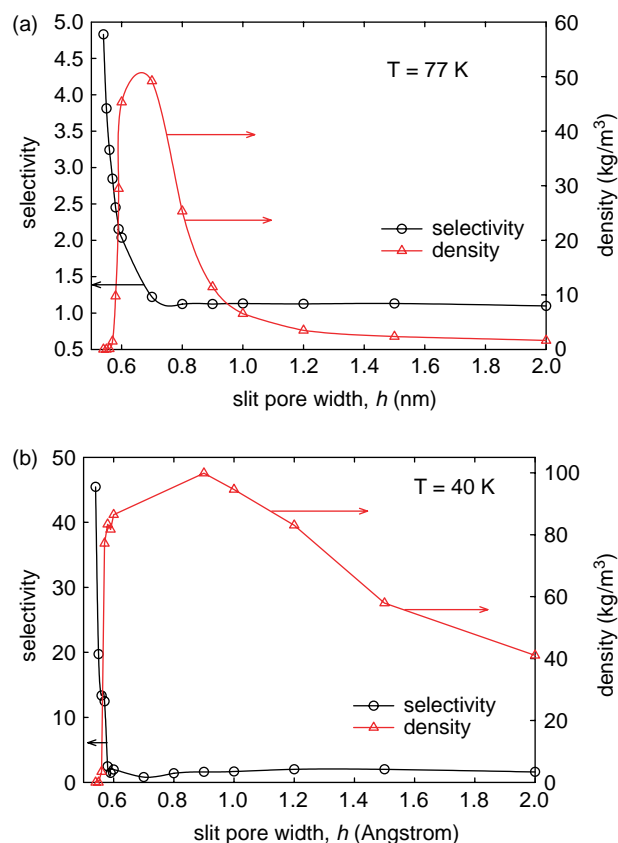 (a)
T = 77 K
selectivity
density
5.0
4.5
4.0
3.5
3.0
2.5
2.0
1.5
1.0
0.5
selectivity
60
50
40
30
20
10
0
density (kg/m³)
0.6 0.8 1.0 1.2 1.4 1.6 1.8 2.0
slit pore width, h (nm)
(b)
T = 40 K
selectivity
density
50
40
30
20
10
0
selectivity
100
80
60
40
20
0
density (kg/m³)
0.6 0.8 1.0 1.2 1.4 1.6 1.8 2.0
slit pore width, h (Angstrom)